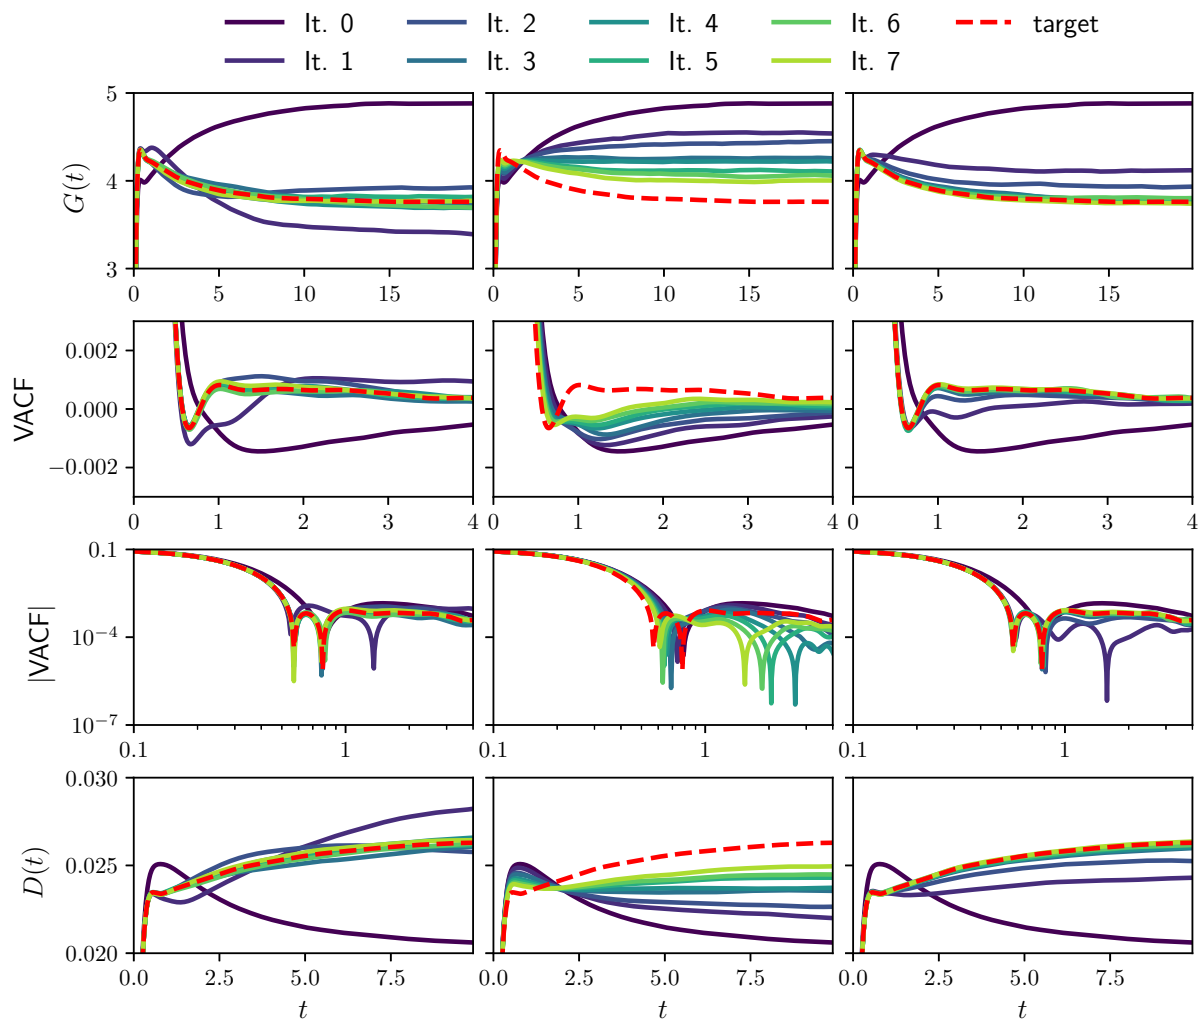 It. 0 It. 2 It. 4 It. 6 target
It. 1 It. 3 It. 5 It. 7
5
4
3
G(t)
0 5 10 15 0 5 10 15 0 5 10 15
0.002
0.000
−0.002
VACF
0 1 2 3 4 0 1 2 3 4 0 1 2 3 4
0.1
10⁻⁴
10⁻⁷
|VACF|
0.1 1 0.1 1 0.1 1
0.030
0.025
0.020
D(t)
0.0 2.5 5.0 7.5 0.0 2.5 5.0 7.5 0.0 2.5 5.0 7.5
t t t